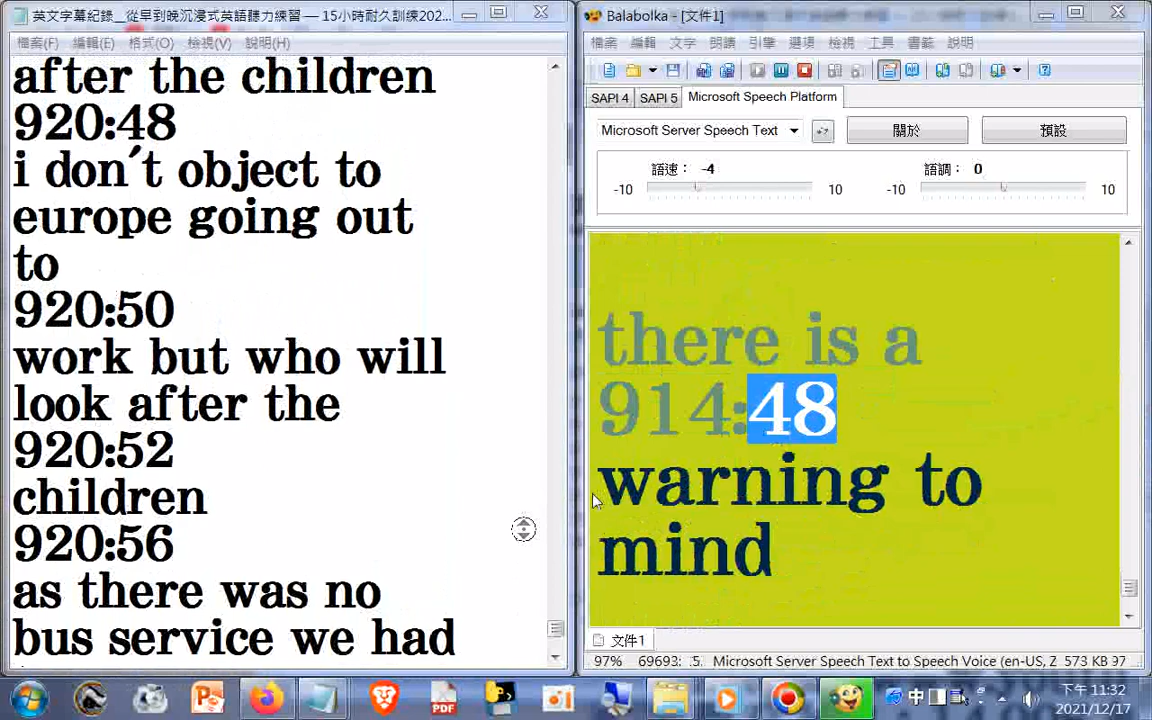 英文字幕紀錄__從早到晚沉浸式英語聽力練習 — 15小時耐久訓練202...
檔案(F) 編輯(E) 格式(O) 檢視(V) 說明(H)
after the children
920:48
i don't object to
europe going out
to
920:50
work but who will
look after the
920:52
children
920:56
as there was no
bus service we had
Balabolka - [文件1]
檔案 編輯 文字 朗讀 引擎 選項 檢視 工具 書籤 說明
SAPI 4 SAPI 5 Microsoft Speech Platform
Microsoft Server Speech Text 關於 預設
語速： -4 語調： 0
-10 10 -10 10
there is a
914:48
warning to
mind
文件1
97% 69693: .5. Microsoft Server Speech Text to Speech Voice (en-US, Z 573 KB 97
PDF 中 下午 11:32
2021/12/17